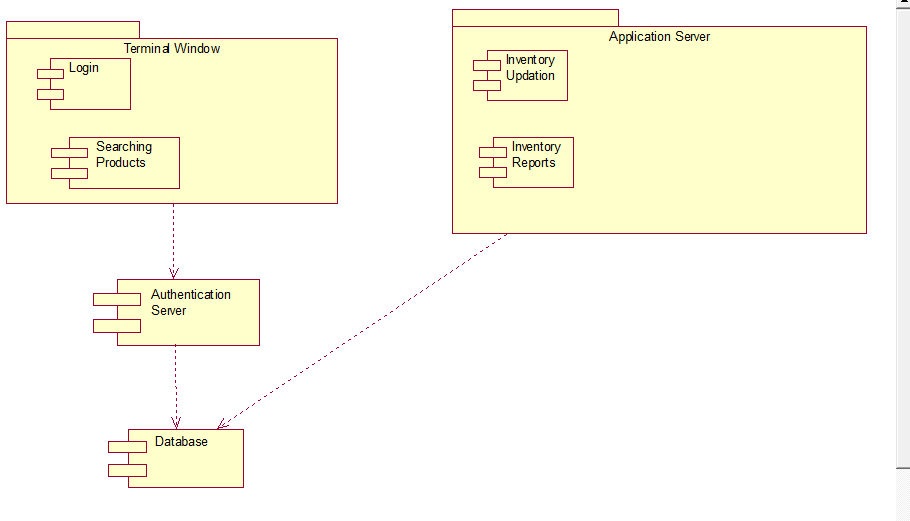 Terminal Window
Login
Searching
Products
Application Server
Inventory
Updation
Inventory
Reports
Authentication
Server
Database